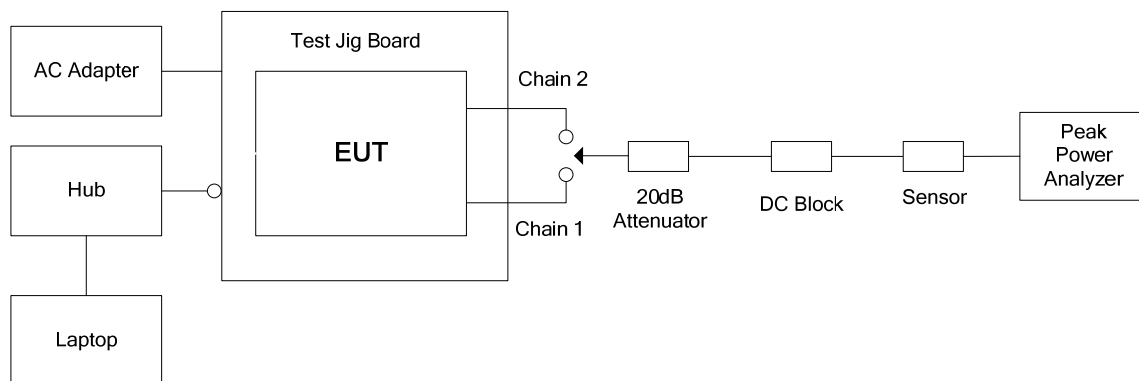 Test Jig Board
AC Adapter
Chain 2
EUT
Hub
Chain 1
20dB
Attenuator
DC Block
Sensor
Peak
Power
Analyzer
Laptop